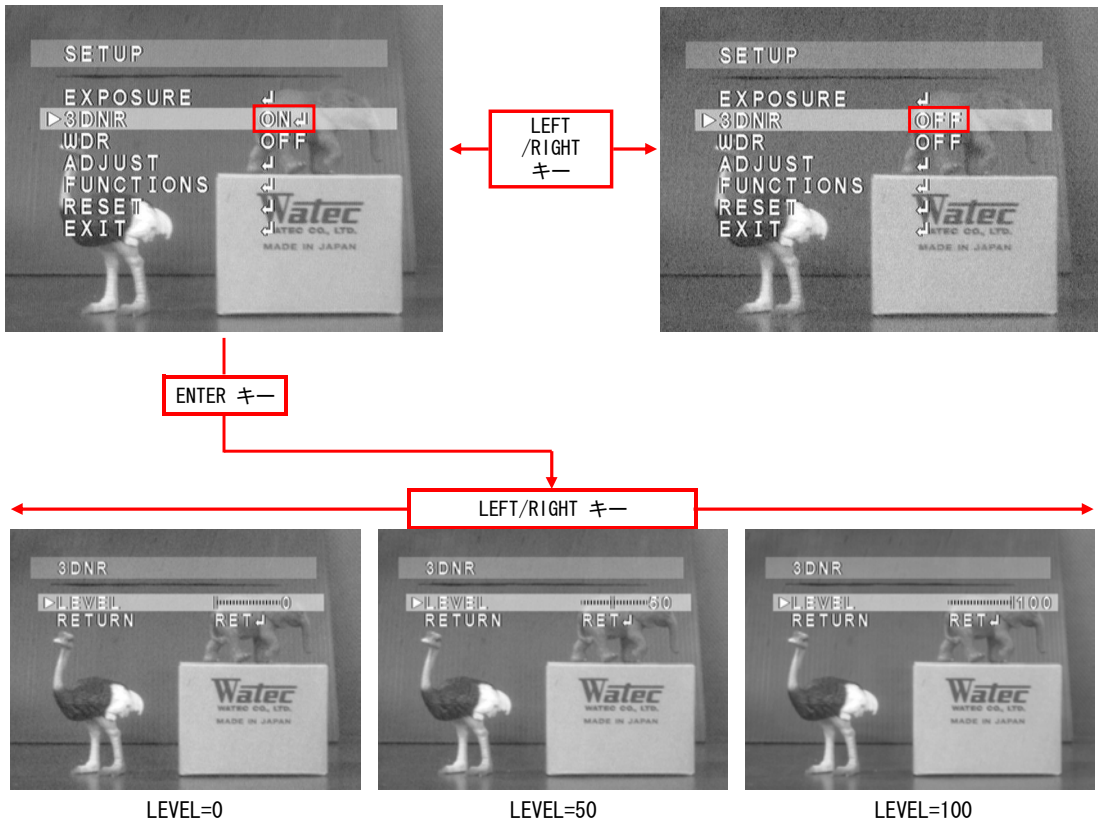 SETUP
EXPOSURE ↲
▷3DNR ON↲
WDR OFF
ADJUST ↲
FUNCTIONS ↲
RESET ↲
EXIT ↲
Watec
WATEC CO., LTD.
MADE IN JAPAN
LEFT
/RIGHT
キー
SETUP
EXPOSURE ↲
▷3DNR OFF
WDR OFF
ADJUST ↲
FUNCTIONS ↲
RESET ↲
EXIT ↲
Watec
WATEC CO., LTD.
MADE IN JAPAN
ENTER キー
LEFT/RIGHT キー
3DNR
▷LEVEL 0
RETURN RET↲
Watec
WATEC CO., LTD.
MADE IN JAPAN
LEVEL=0
3DNR
▷LEVEL 50
RETURN RET↲
Watec
WATEC CO., LTD.
MADE IN JAPAN
LEVEL=50
3DNR
▷LEVEL 100
RETURN RET↲
Watec
WATEC CO., LTD.
MADE IN JAPAN
LEVEL=100